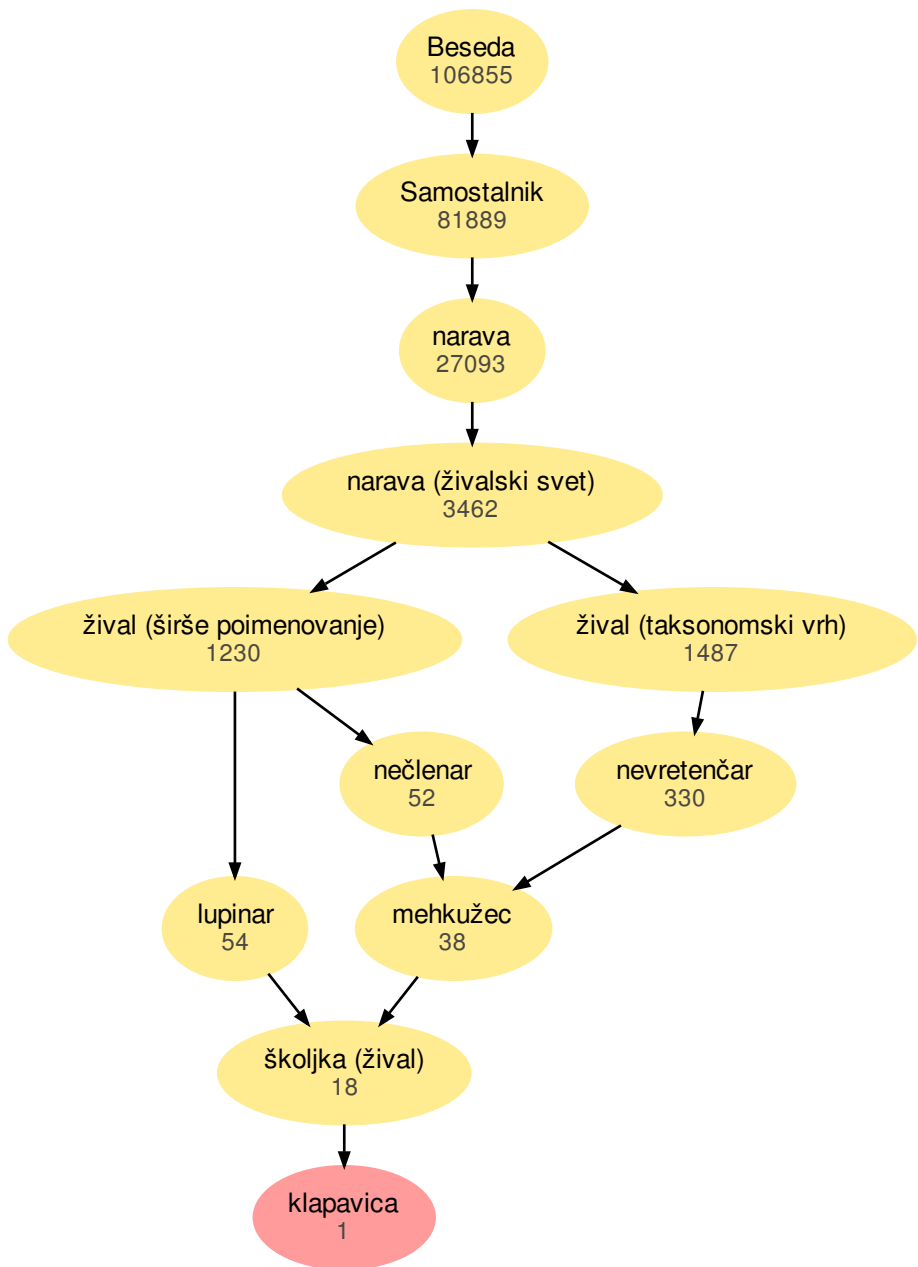 Beseda
106855
Samostalnik
81889
narava
27093
narava (živalski svet)
3462
žival (širše poimenovanje)
1230
žival (taksonomski vrh)
1487
nečlenar
52
nevretenčar
330
lupinar
54
mehkužec
38
školjka (žival)
18
klapavica
1